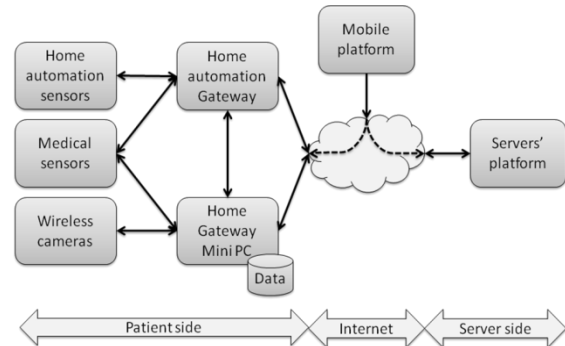 Home
automation
sensors
Home
automation
Gateway
Mobile
platform
Medical
sensors
Servers'
platform
Wireless
cameras
Home
Gateway
Mini PC
Data
Patient side
Internet
Server side